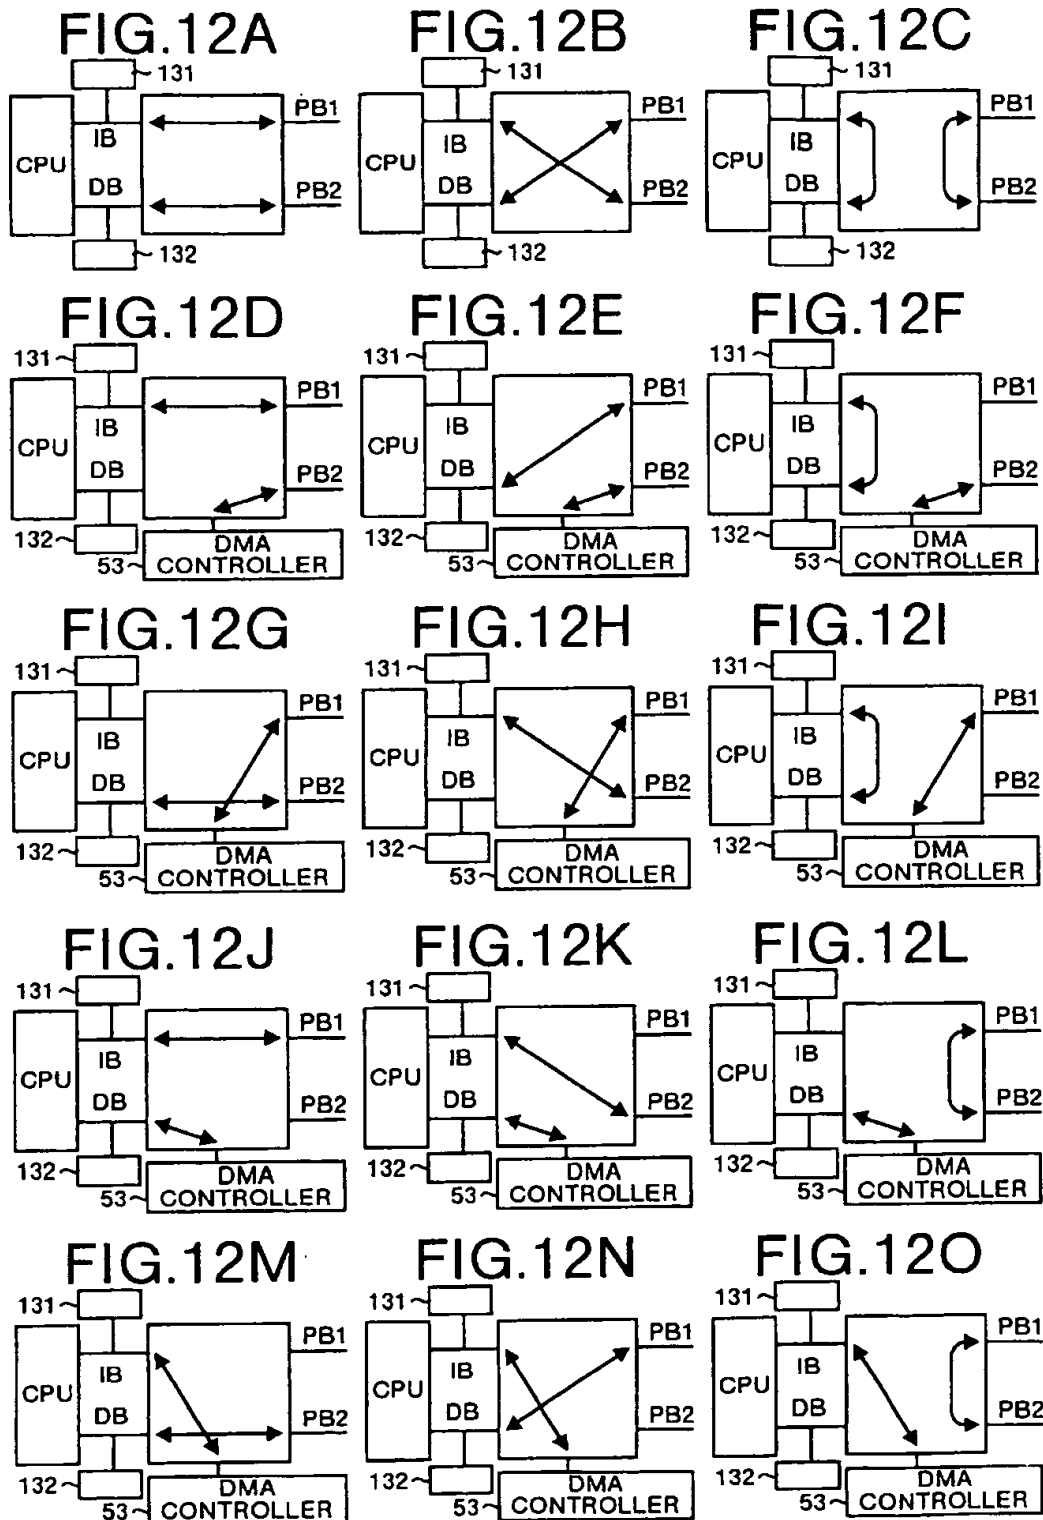 FIG.12A
131
CPU
IB
DB
PB1
PB2
132
FIG.12B
131
CPU
IB
DB
PB1
PB2
132
FIG.12C
131
CPU
IB
DB
PB1
PB2
132
FIG.12D
131
CPU
IB
DB
PB1
PB2
132
53
DMA
CONTROLLER
FIG.12E
131
CPU
IB
DB
PB1
PB2
132
53
DMA
CONTROLLER
FIG.12F
131
CPU
IB
DB
PB1
PB2
132
53
DMA
CONTROLLER
FIG.12G
131
CPU
IB
DB
PB1
PB2
132
53
DMA
CONTROLLER
FIG.12H
131
CPU
IB
DB
PB1
PB2
132
53
DMA
CONTROLLER
FIG.12I
131
CPU
IB
DB
PB1
PB2
132
53
DMA
CONTROLLER
FIG.12J
131
CPU
IB
DB
PB1
PB2
132
53
DMA
CONTROLLER
FIG.12K
131
CPU
IB
DB
PB1
PB2
132
53
DMA
CONTROLLER
FIG.12L
131
CPU
IB
DB
PB1
PB2
132
53
DMA
CONTROLLER
FIG.12M
131
CPU
IB
DB
PB1
PB2
132
53
DMA
CONTROLLER
FIG.12N
131
CPU
IB
DB
PB1
PB2
132
53
DMA
CONTROLLER
FIG.12O
131
CPU
IB
DB
PB1
PB2
132
53
DMA
CONTROLLER